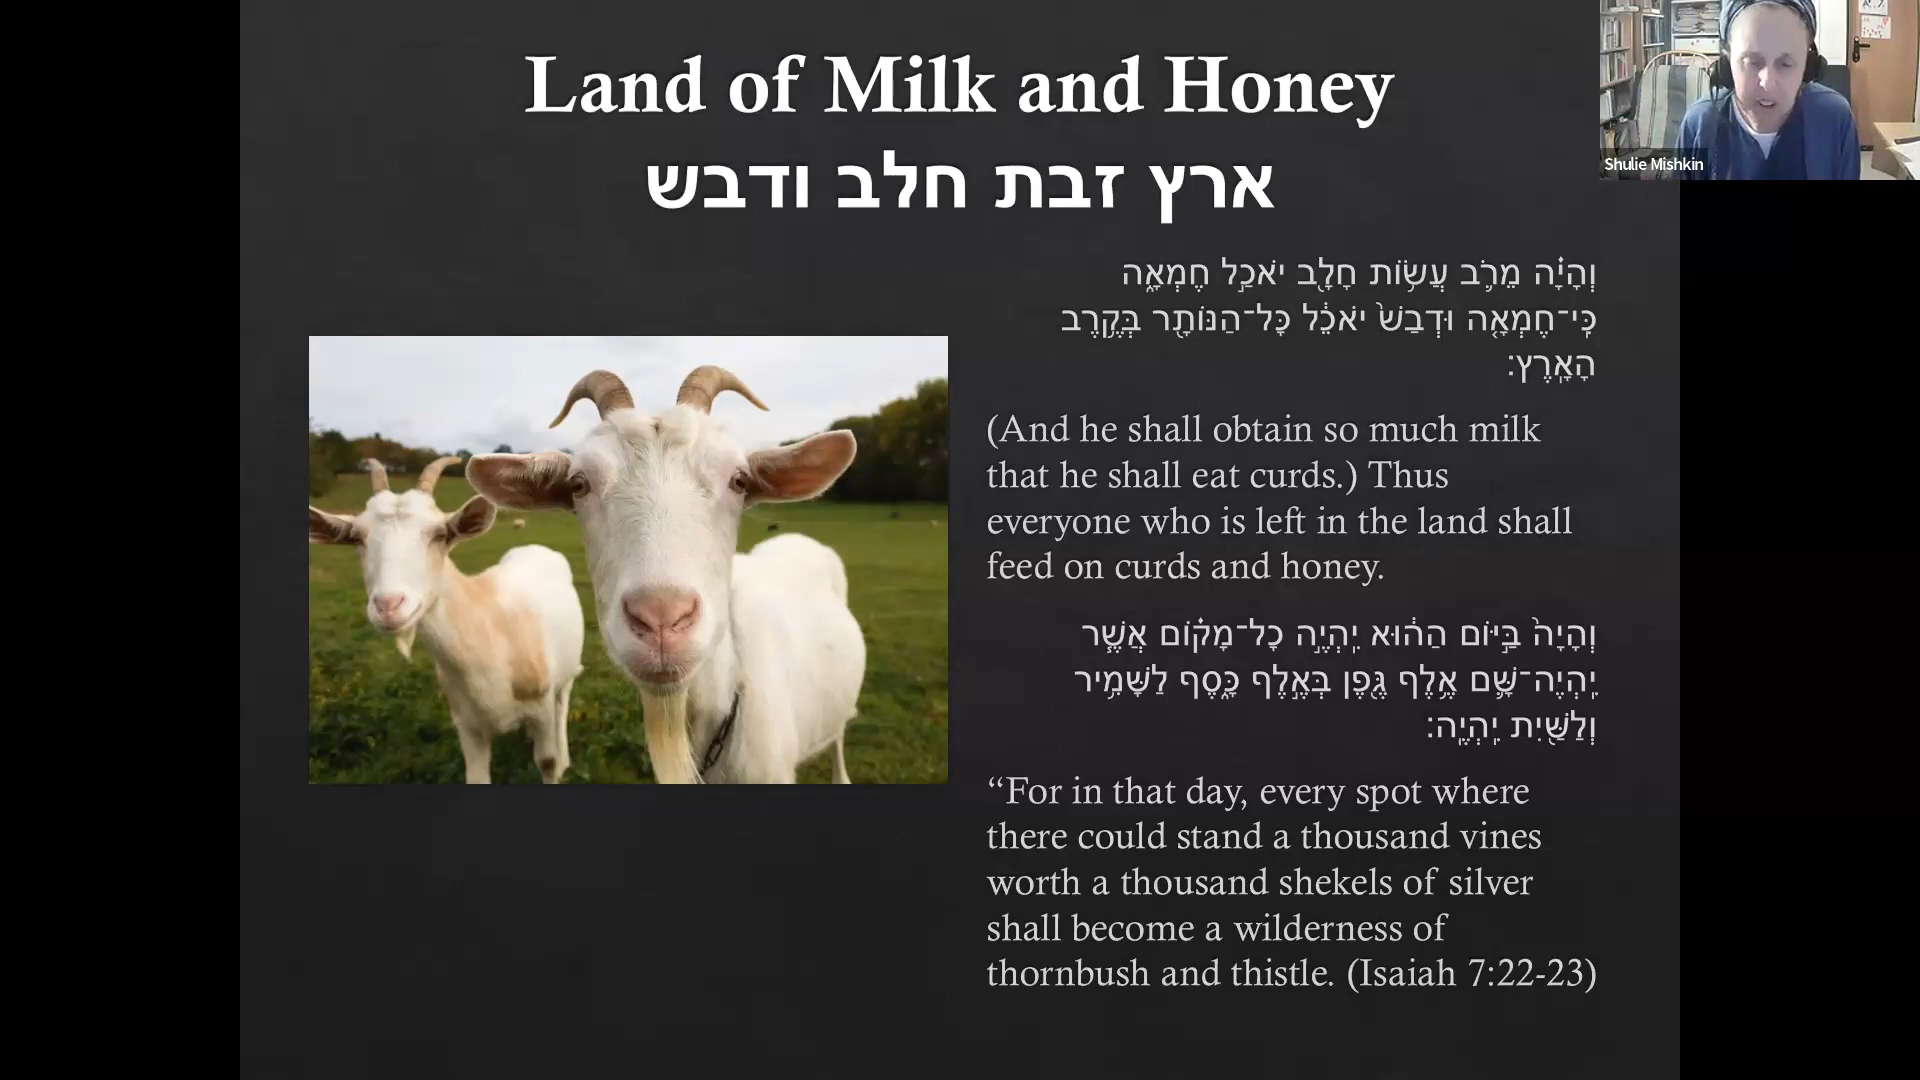 Land of Milk and Honey
ארץ זבת חלב ודבש
Shulie Mishkin
וְהָיָ֗ה מֵרֹ֛ב עֲשׂ֥וֹת חָלָ֖ב יֹאכַ֣ל חֶמְאָ֑ה
כִּֽי־חֶמְאָ֤ה וּדְבַשׁ֙ יֹאכֵ֔ל כׇּל־הַנּוֹתָ֖ר בְּקֶ֥רֶב
הָאָֽרֶץ׃
(And he shall obtain so much milk
that he shall eat curds.) Thus
everyone who is left in the land shall
feed on curds and honey.
וְהָיָה֙ בַּיּ֣וֹם הַה֔וּא יִֽהְיֶ֣ה כׇל־מָק֗וֹם אֲשֶׁ֧ר
יִֽהְיֶה־שָּׁ֛ם אֶ֥לֶף גֶּ֖פֶן בְּאֶ֣לֶף כָּ֑סֶף לַשָּׁמִ֥יר
וְלַשַּׁ֖יִת יִֽהְיֶֽה׃
“For in that day, every spot where
there could stand a thousand vines
worth a thousand shekels of silver
shall become a wilderness of
thornbush and thistle. (Isaiah 7:22-23)